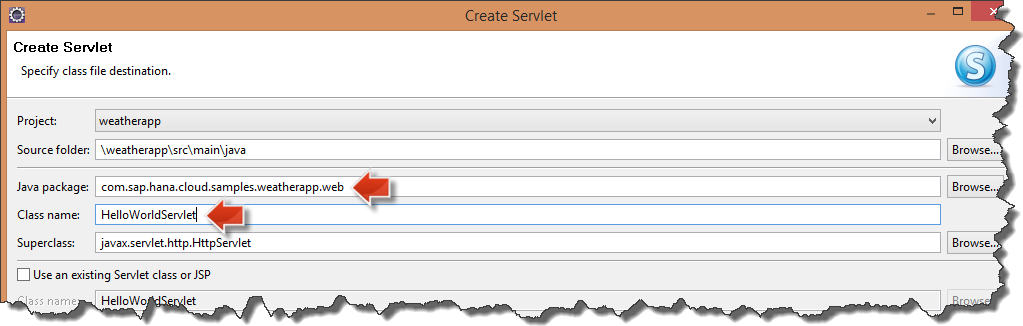 Create Servlet
Create Servlet
Specify class file destination.
S
Project: weatherapp
Source folder: \weatherapp\src\main\java Browse...
Java package: com.sap.hana.cloud.samples.weatherapp.web Browse...
Class name: HelloWorldServlet
Superclass: javax.servlet.http.HttpServlet Browse...
Use an existing Servlet class or JSP
Class name: HelloWorldServlet Browse...